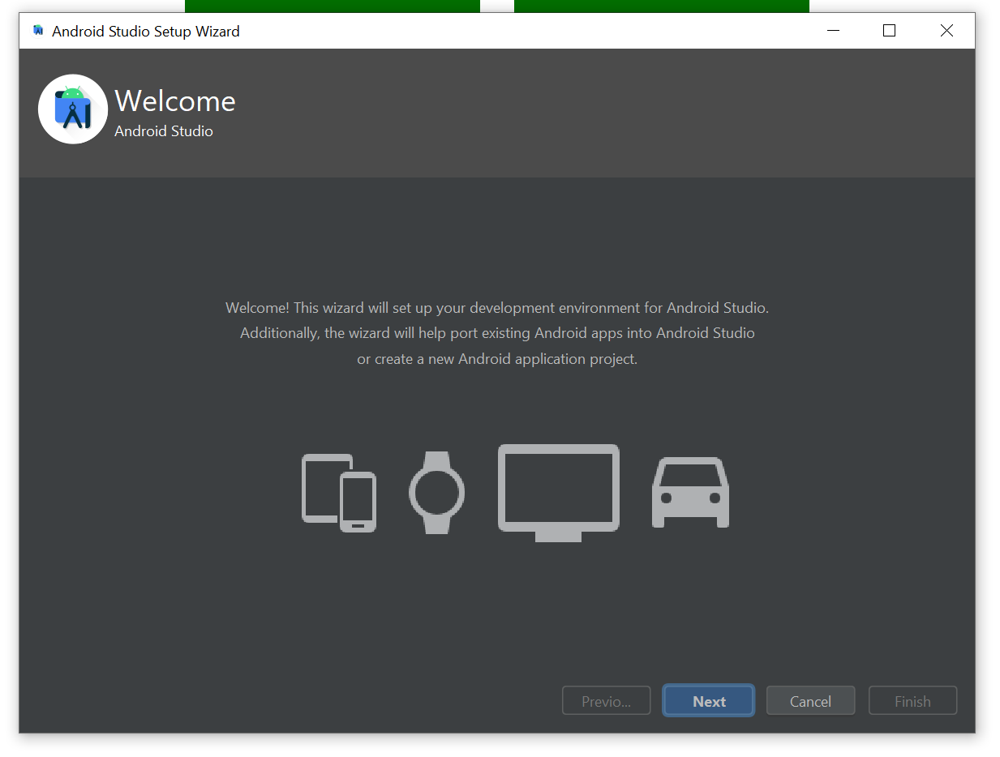 Android Studio Setup Wizard
Welcome
Android Studio
Welcome! This wizard will set up your development environment for Android Studio.
Additionally, the wizard will help port existing Android apps into Android Studio
or create a new Android application project.
Previo... Next Cancel Finish